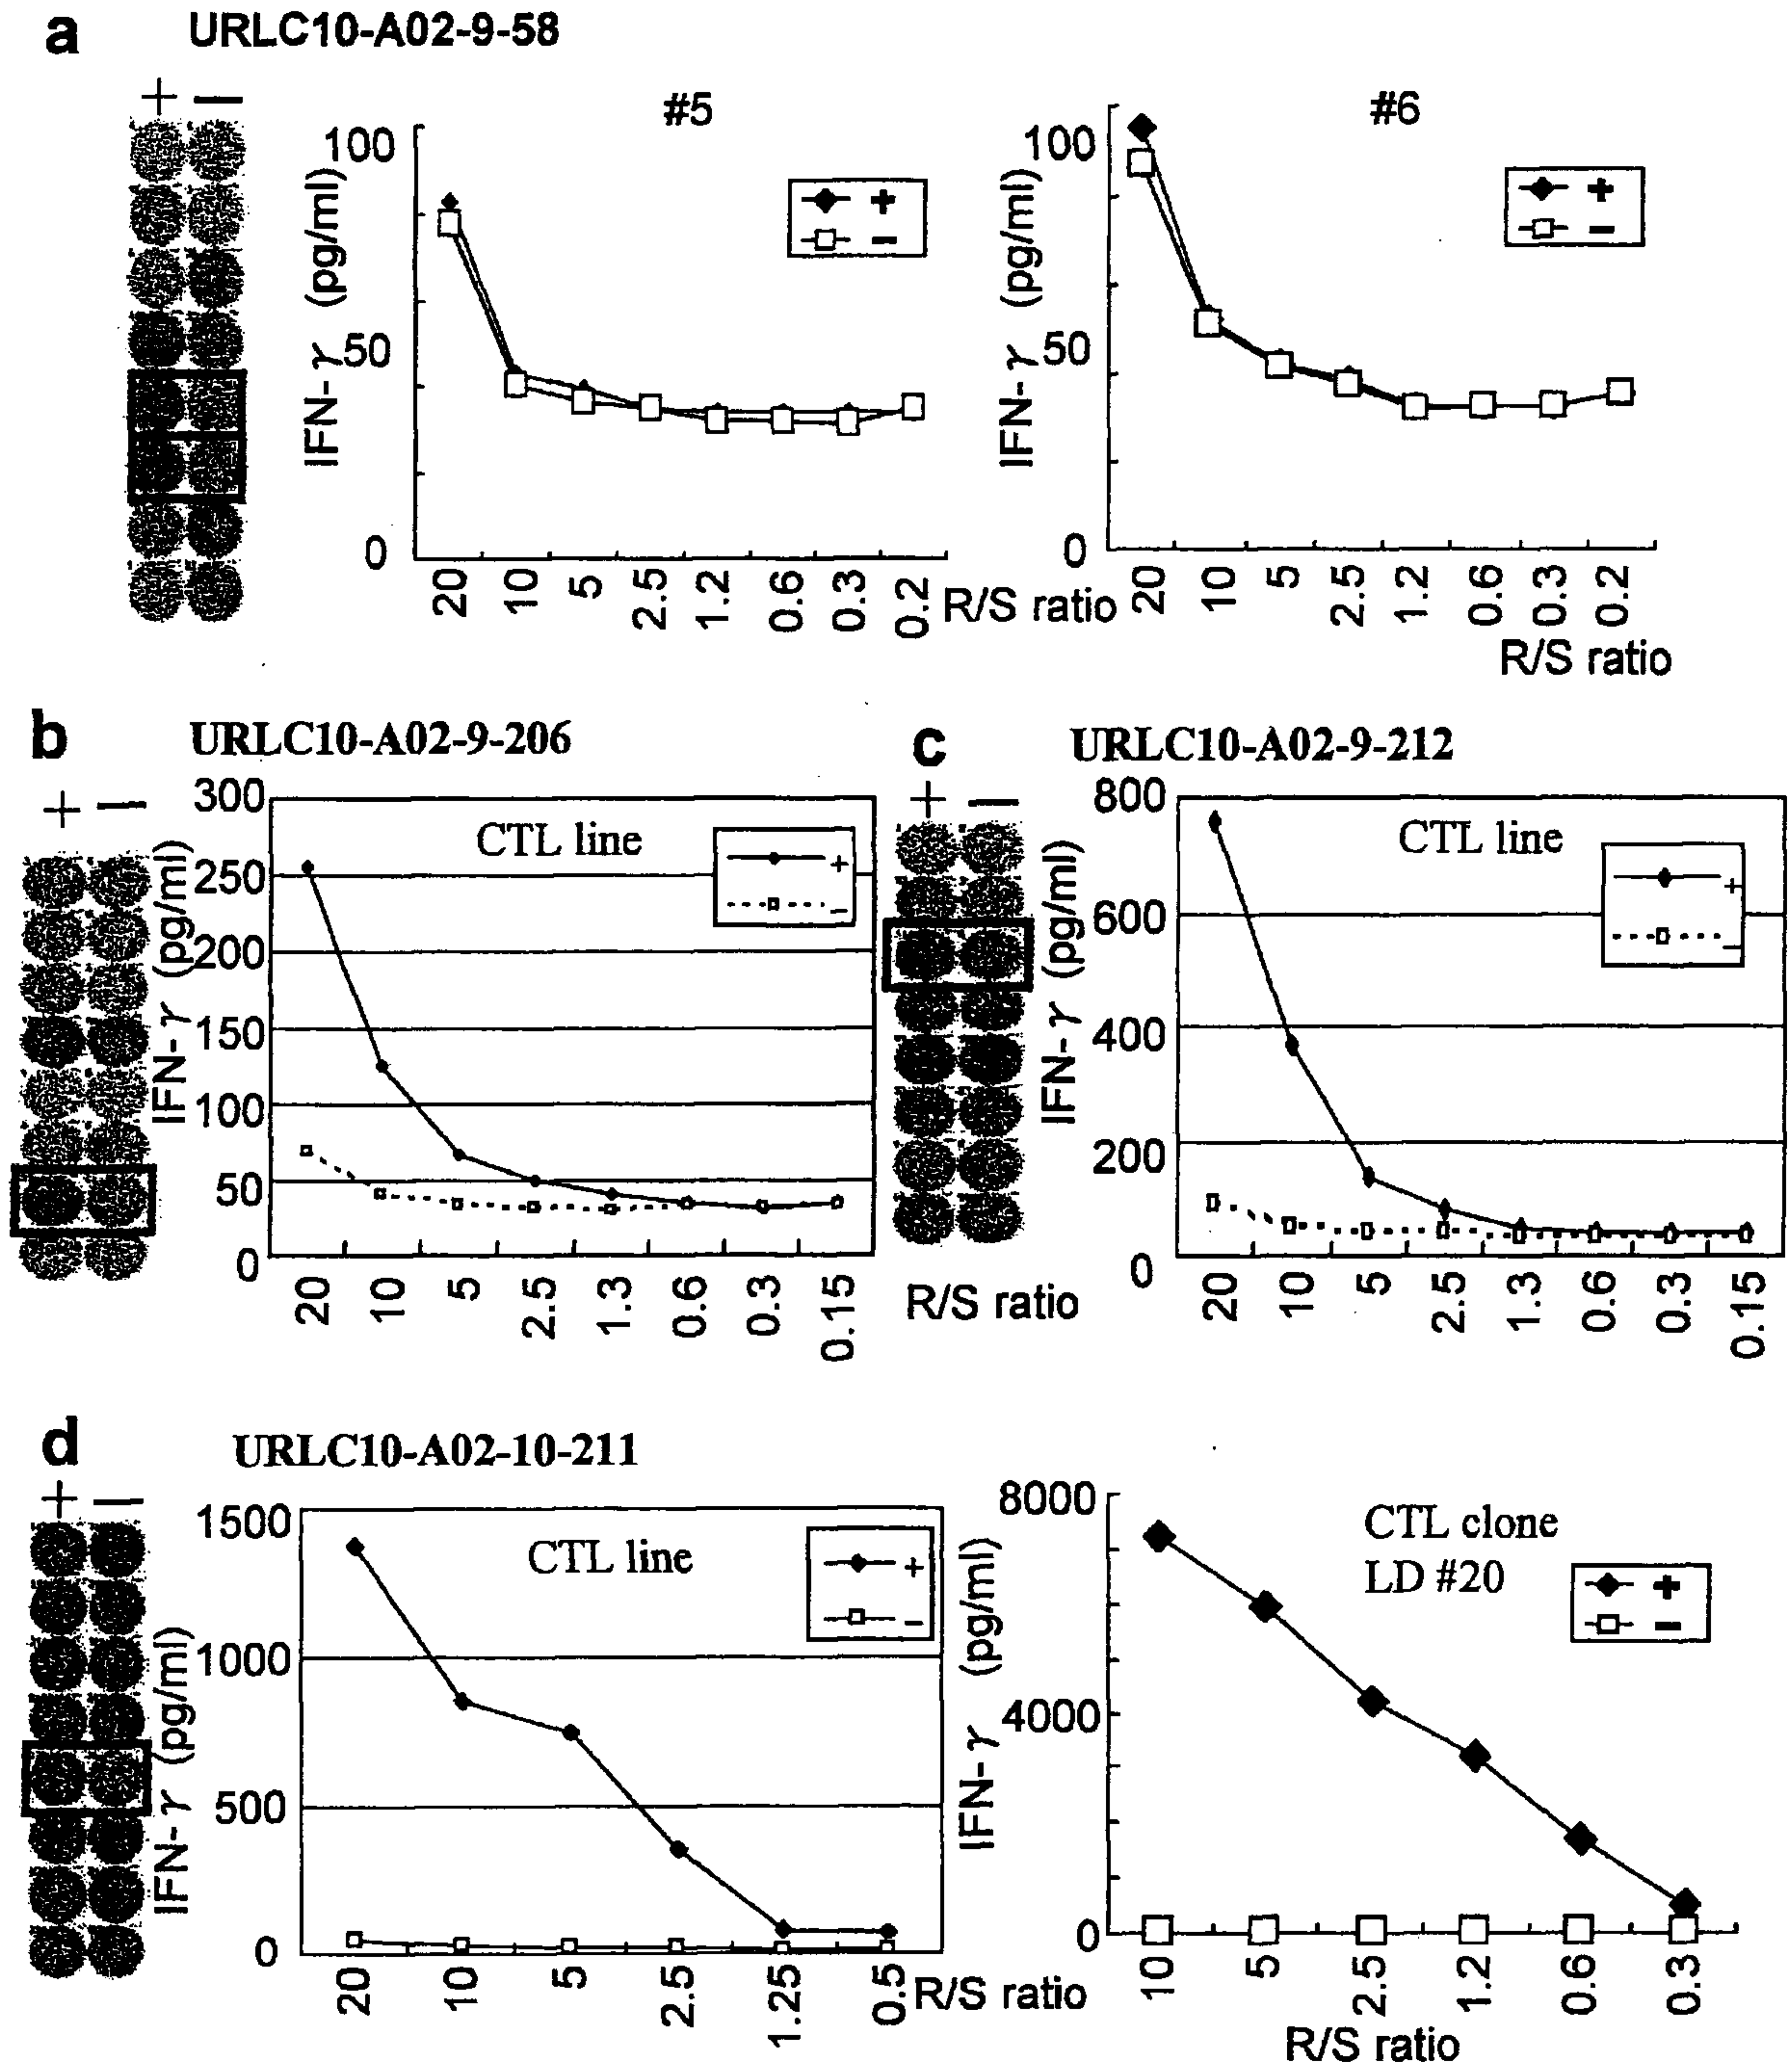 a URLC10-A02-9-58
+ −
#5
IFN-γ (pg/ml)
100
50
0
+
−
20 10 5 2.5 1.2 0.6 0.3 0.2
R/S ratio
#6
IFN-γ (pg/ml)
100
50
0
+
−
20 10 5 2.5 1.2 0.6 0.3 0.2
R/S ratio
b URLC10-A02-9-206
+ −
IFN-γ (pg/ml)
300
250
200
150
100
50
0
CTL line
+
−
20 10 5 2.5 1.3 0.6 0.3 0.15
R/S ratio
c URLC10-A02-9-212
+ −
IFN-γ (pg/ml)
800
600
400
200
0
CTL line
+
−
20 10 5 2.5 1.3 0.6 0.3 0.15
d URLC10-A02-10-211
+ −
IFN-γ (pg/ml)
1500
1000
500
0
CTL line
+
−
20 10 5 2.5 1.25 0.5
R/S ratio
IFN-γ (pg/ml)
8000
4000
0
CTL clone
LD #20
+
−
10 5 2.5 1.2 0.6 0.3
R/S ratio